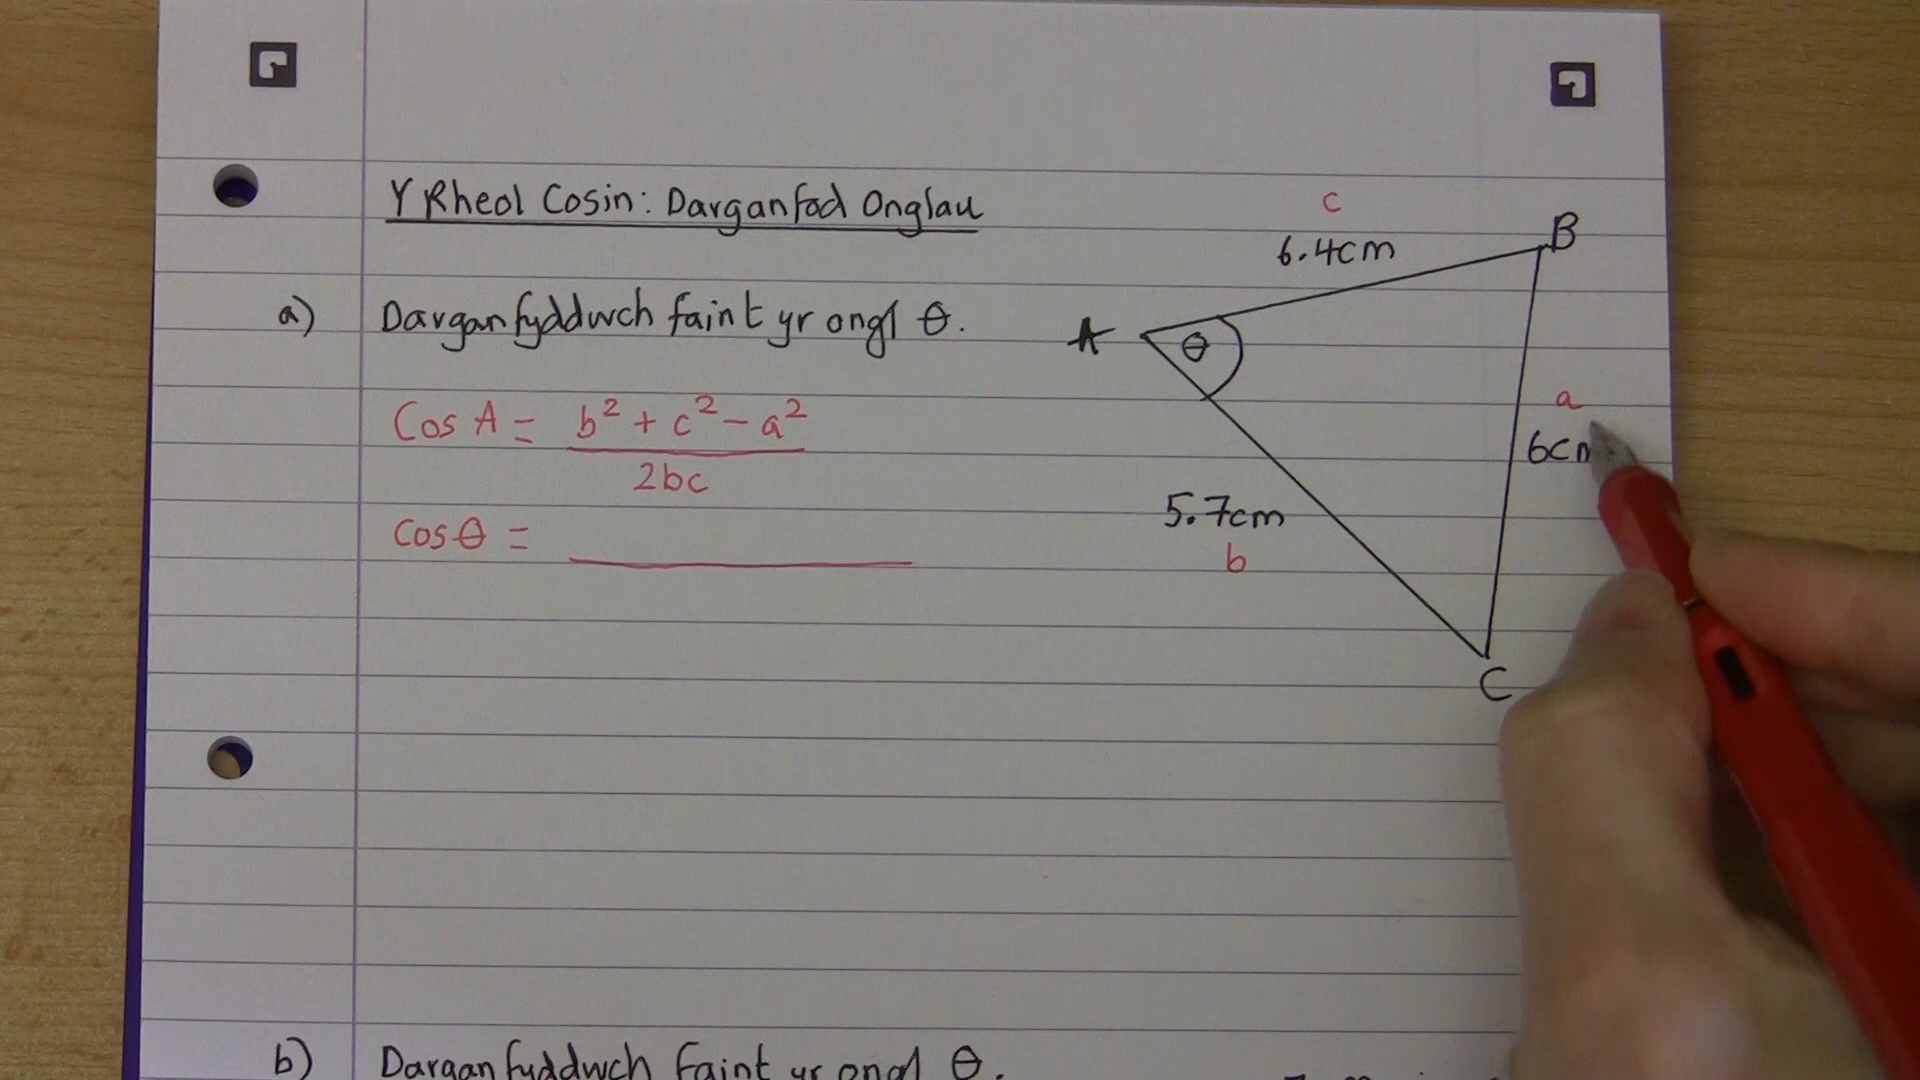 Y Rheol Cosin: Darganfod Onglau
a) Darganfyddwch faint yr ongl θ.
Cos A = b² + c² - a²
2bc
Cos θ =
c
6.4cm
B
A
θ
a
6cm
5.7cm
b
C
b) Darganfyddwch faint yr ongl θ.